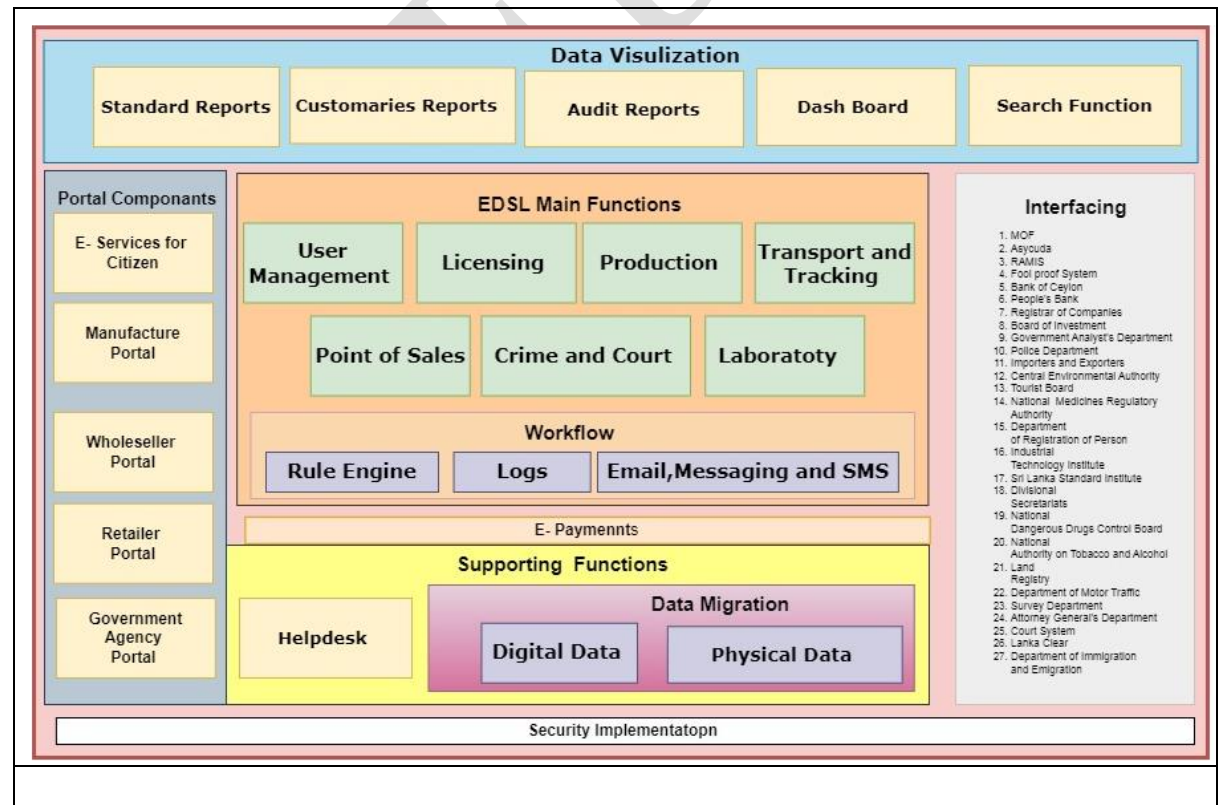 Data Visulization
Standard Reports
Customaries Reports
Audit Reports
Dash Board
Search Function
Portal Componants
E- Services for
Citizen
Manufacture
Portal
Wholeseller
Portal
Retailer
Portal
Government
Agency
Portal
EDSL Main Functions
User
Management
Licensing
Production
Transport and
Tracking
Point of Sales
Crime and Court
Laboratoty
Workflow
Rule Engine
Logs
Email,Messaging and SMS
E- Paymennts
Supporting Functions
Helpdesk
Data Migration
Digital Data
Physical Data
Interfacing
1. MOF
2. Asycuda
3. RAMIS
4. Fool proof System
5. Bank of Ceylon
6. People's Bank
7. Registrar of Companies
8. Board of Investment
9. Government Analyst's Department
10. Police Department
11. Importers and Exporters
12. Central Environmental Authority
13. Tourist Board
14. National Medicines Regulatory
Authority
15. Department
of Registration of Person
16. Industrial
Technology Institute
17. Sri Lanka Standard Institute
18. Divisional
Secretariats
19. National
Dangerous Drugs Control Board
20. National
Authority on Tobacco and Alcohol
21. Land
Registry
22. Department of Motor Traffic
23. Survey Department
24. Attorney General's Department
25. Court System
26. Lanka Clear
27. Department of Immigration
and Emigration
Security Implementatopn